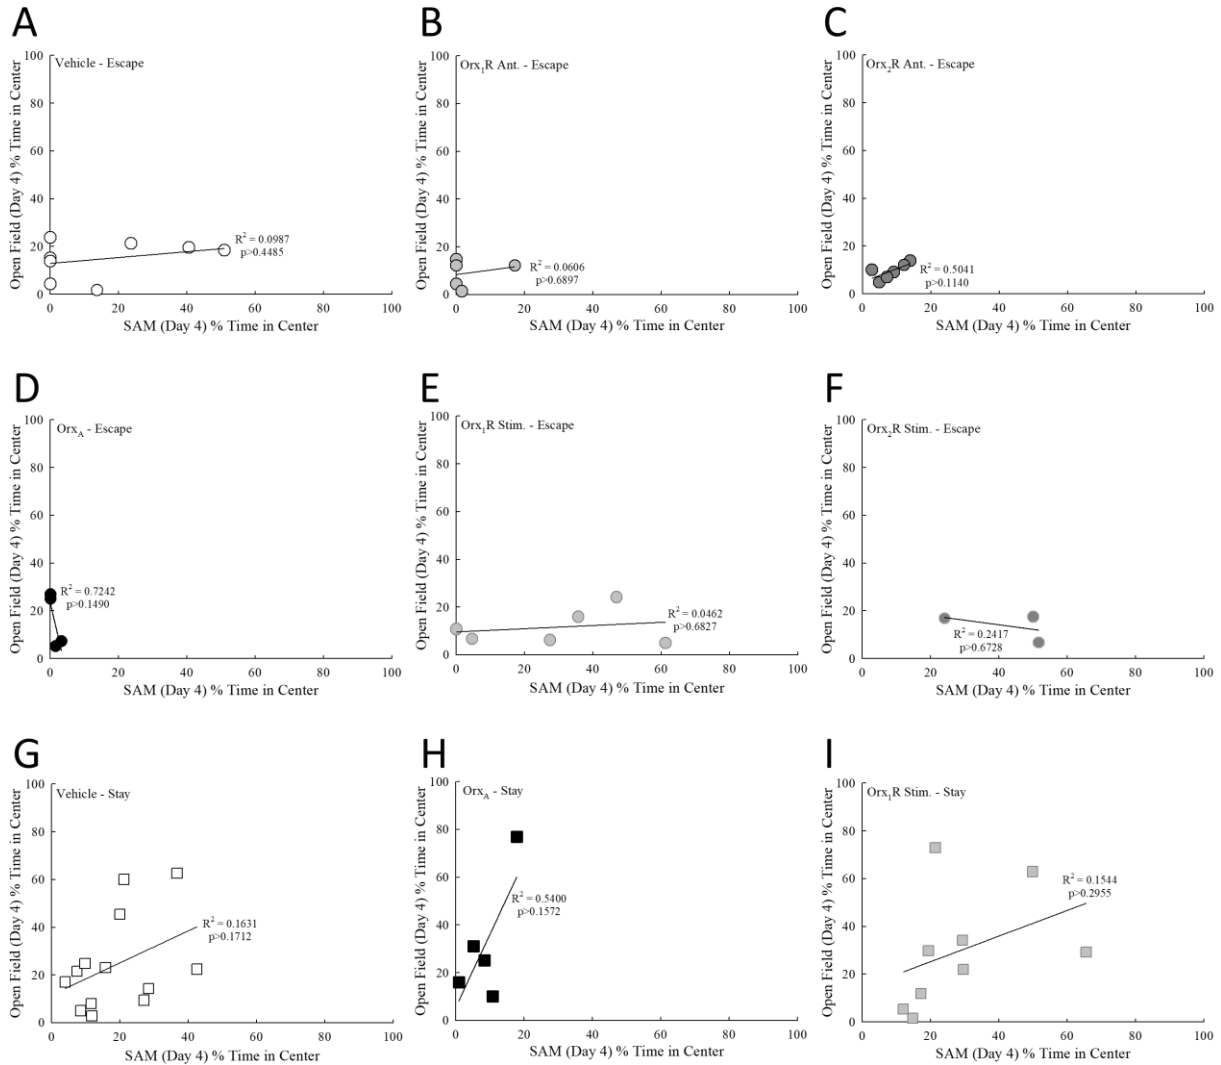 A
Vehicle - Escape
Open Field (Day 4) % Time in Center
100
80
60
40
20
0
R² = 0.0987
p>0.4485
0 20 40 60 80 100
SAM (Day 4) % Time in Center
B
Orx₁R Ant. - Escape
Open Field (Day 4) % Time in Center
100
80
60
40
20
0
R² = 0.0606
p>0.6897
0 20 40 60 80 100
SAM (Day 4) % Time in Center
C
Orx₂R Ant. - Escape
Open Field (Day 4) % Time in Center
100
80
60
40
20
0
R² = 0.5041
p>0.1140
0 20 40 60 80 100
SAM (Day 4) % Time in Center
D
Orx_A - Escape
Open Field (Day 4) % Time in Center
100
80
60
40
20
0
R² = 0.7242
p>0.1490
0 20 40 60 80 100
SAM (Day 4) % Time in Center
E
Orx₁R Stim. - Escape
Open Field (Day 4) % Time in Center
100
80
60
40
20
0
R² = 0.0462
p>0.6827
0 20 40 60 80 100
SAM (Day 4) % Time in Center
F
Orx₂R Stim. - Escape
Open Field (Day 4) % Time in Center
100
80
60
40
20
0
R² = 0.2417
p>0.6728
0 20 40 60 80 100
SAM (Day 4) % Time in Center
G
Vehicle - Stay
Open Field (Day 4) % Time in Center
100
80
60
40
20
0
R² = 0.1631
p>0.1712
0 20 40 60 80 100
SAM (Day 4) % Time in Center
H
Orx_A - Stay
Open Field (Day 4) % Time in Center
100
80
60
40
20
0
R² = 0.5400
p>0.1572
0 20 40 60 80 100
SAM (Day 4) % Time in Center
I
Orx₁R Stim. - Stay
Open Field (Day 4) % Time in Center
100
80
60
40
20
0
R² = 0.1544
p>0.2955
0 20 40 60 80 100
SAM (Day 4) % Time in Center